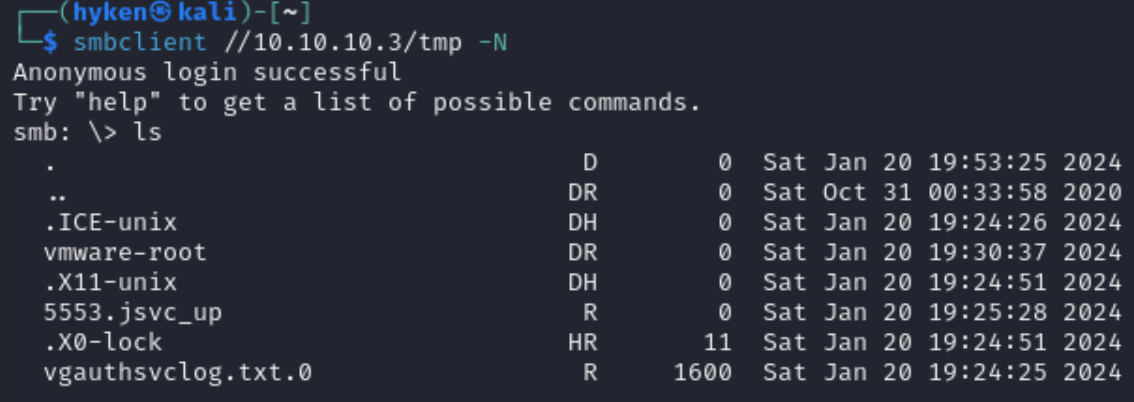 ┌──(hyken㉿kali)-[~]
└─$ smbclient //10.10.10.3/tmp -N
Anonymous login successful
Try "help" to get a list of possible commands.
smb: \> ls
  .                                   D        0  Sat Jan 20 19:53:25 2024
  ..                                 DR        0  Sat Oct 31 00:33:58 2020
  .ICE-unix                          DH        0  Sat Jan 20 19:24:26 2024
  vmware-root                        DR        0  Sat Jan 20 19:30:37 2024
  .X11-unix                          DH        0  Sat Jan 20 19:24:51 2024
  5553.jsvc_up                        R        0  Sat Jan 20 19:25:28 2024
  .X0-lock                           HR       11  Sat Jan 20 19:24:51 2024
  vgauthsvclog.txt.0                  R     1600  Sat Jan 20 19:24:25 2024